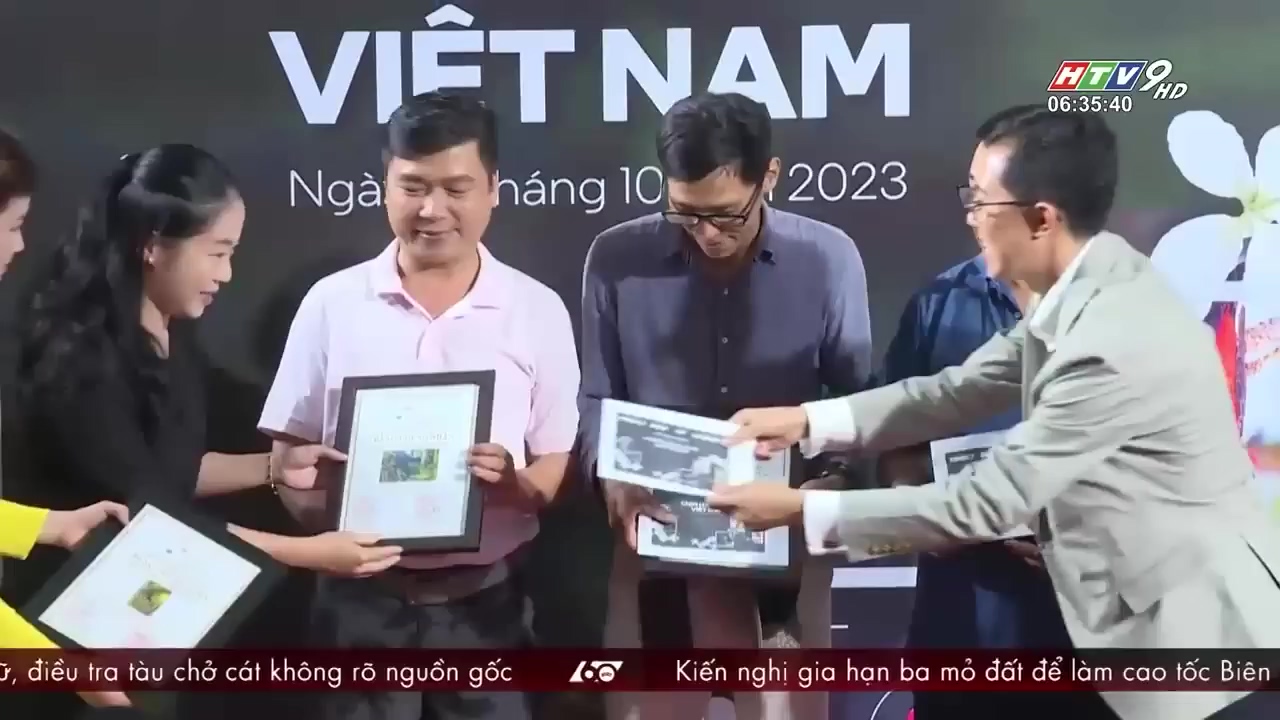 VIỆT NAM
HTV9 HD
06:35:40
tháng 10 2023
điều tra tàu chở cát không rõ nguồn gốc
60
Kiến nghị gia hạn ba mỏ đất để làm cao tốc Biên